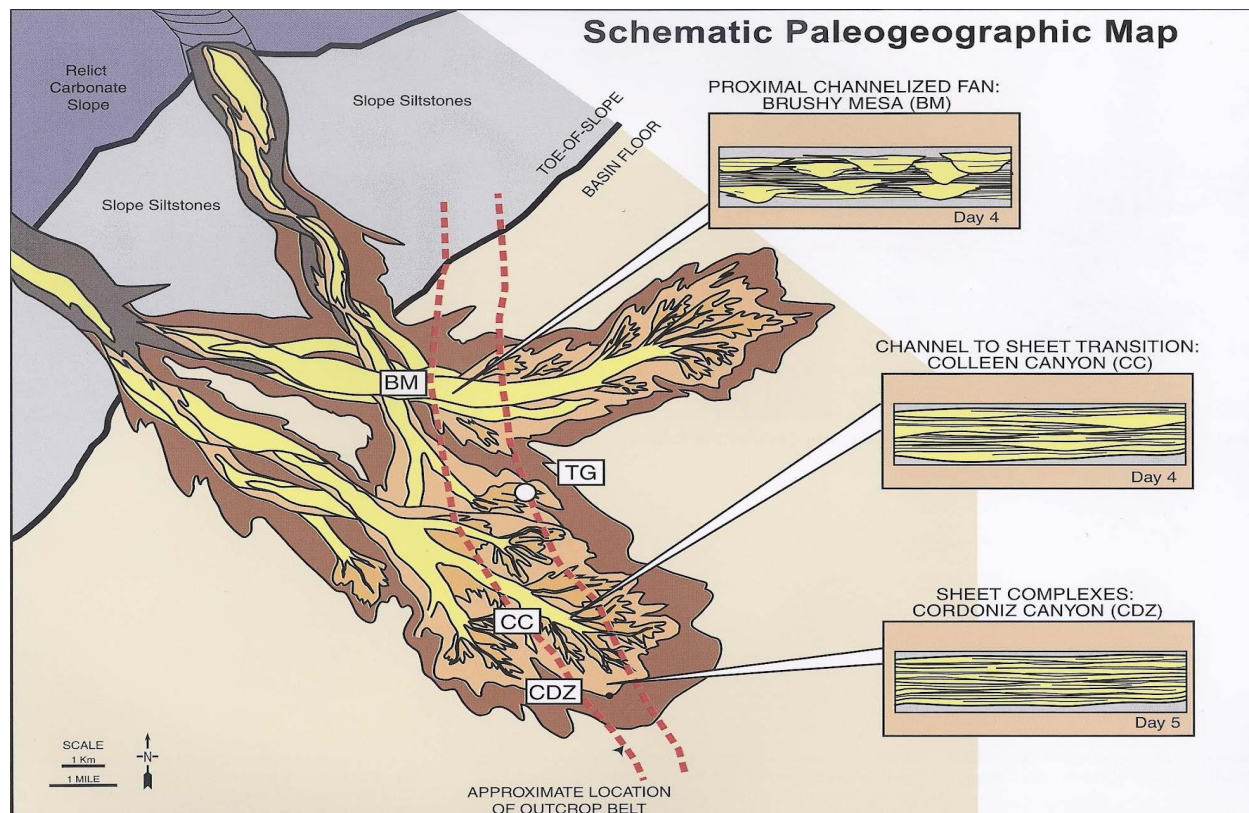 Schematic Paleogeographic Map
Relict
Carbonate
Slope
Slope Siltstones
Slope Siltstones
TOE-OF-SLOPE
BASIN FLOOR
PROXIMAL CHANNELIZED FAN:
BRUSHY MESA (BM)
Day 4
BM
CHANNEL TO SHEET TRANSITION:
COLLEEN CANYON (CC)
Day 4
TG
CC
SHEET COMPLEXES:
CORDONIZ CANYON (CDZ)
Day 5
CDZ
SCALE
1 Km
1 MILE
N
APPROXIMATE LOCATION
OF OUTCROP BELT